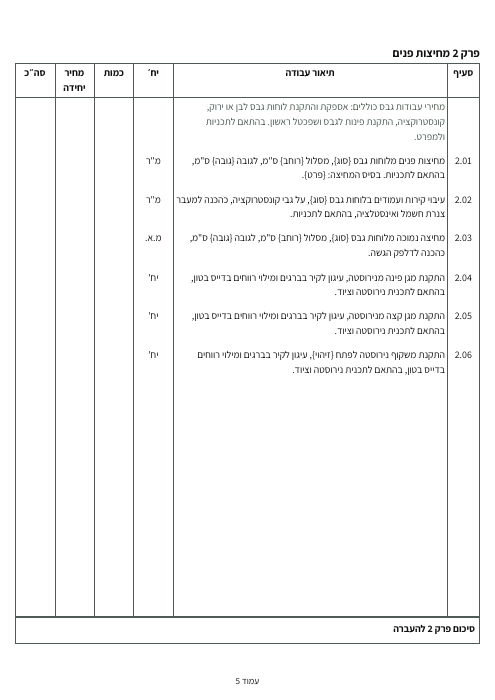 פרק 2 מחיצות פנים
סעיף תיאור עבודה יח׳ כמות מחיר יחידה סה״כ
מחירי עבודות גבס כוללים: אספקת והתקנת לוחות גבס לבן או ירוק,
קונסטרוקציה, התקנת פינות לגבס ושפכטל ראשון. בהתאם לתכניות
ולמפרט.
2.01 מחיצות פנים מלוחות גבס {סוג}, מסלול {רוחב} ס"מ, לגובה {גובה} ס"מ, מ"ר
בהתאם לתכניות. בסיס המחיצה: {פרט}.
2.02 עיבוי קירות ועמודים בלוחות גבס {סוג}, על גבי קונסטרוקציה, כהכנה למעבר מ"ר
צנרת חשמל ואינסטלציה, בהתאם לתכניות.
2.03 מחיצה נמוכה מלוחות גבס {סוג}, מסלול {רוחב} ס"מ, לגובה {גובה} ס"מ, מ.א.
כהכנה לדלפק הגשה.
2.04 התקנת מגן פינה מנירוסטה, עיגון לקיר בברגים ומילוי רווחים בדייס בטון, יח'
בהתאם לתכנית נירוסטה וציוד.
2.05 התקנת מגן קצה מנירוסטה, עיגון לקיר בברגים ומילוי רווחים בדייס בטון, יח'
בהתאם לתכנית נירוסטה וציוד.
2.06 התקנת משקוף נירוסטה לפתח {זיהוי}, עיגון לקיר בברגים ומילוי רווחים יח'
בדייס בטון, בהתאם לתכנית נירוסטה וציוד.
סיכום פרק 2 להעברה
עמוד 5